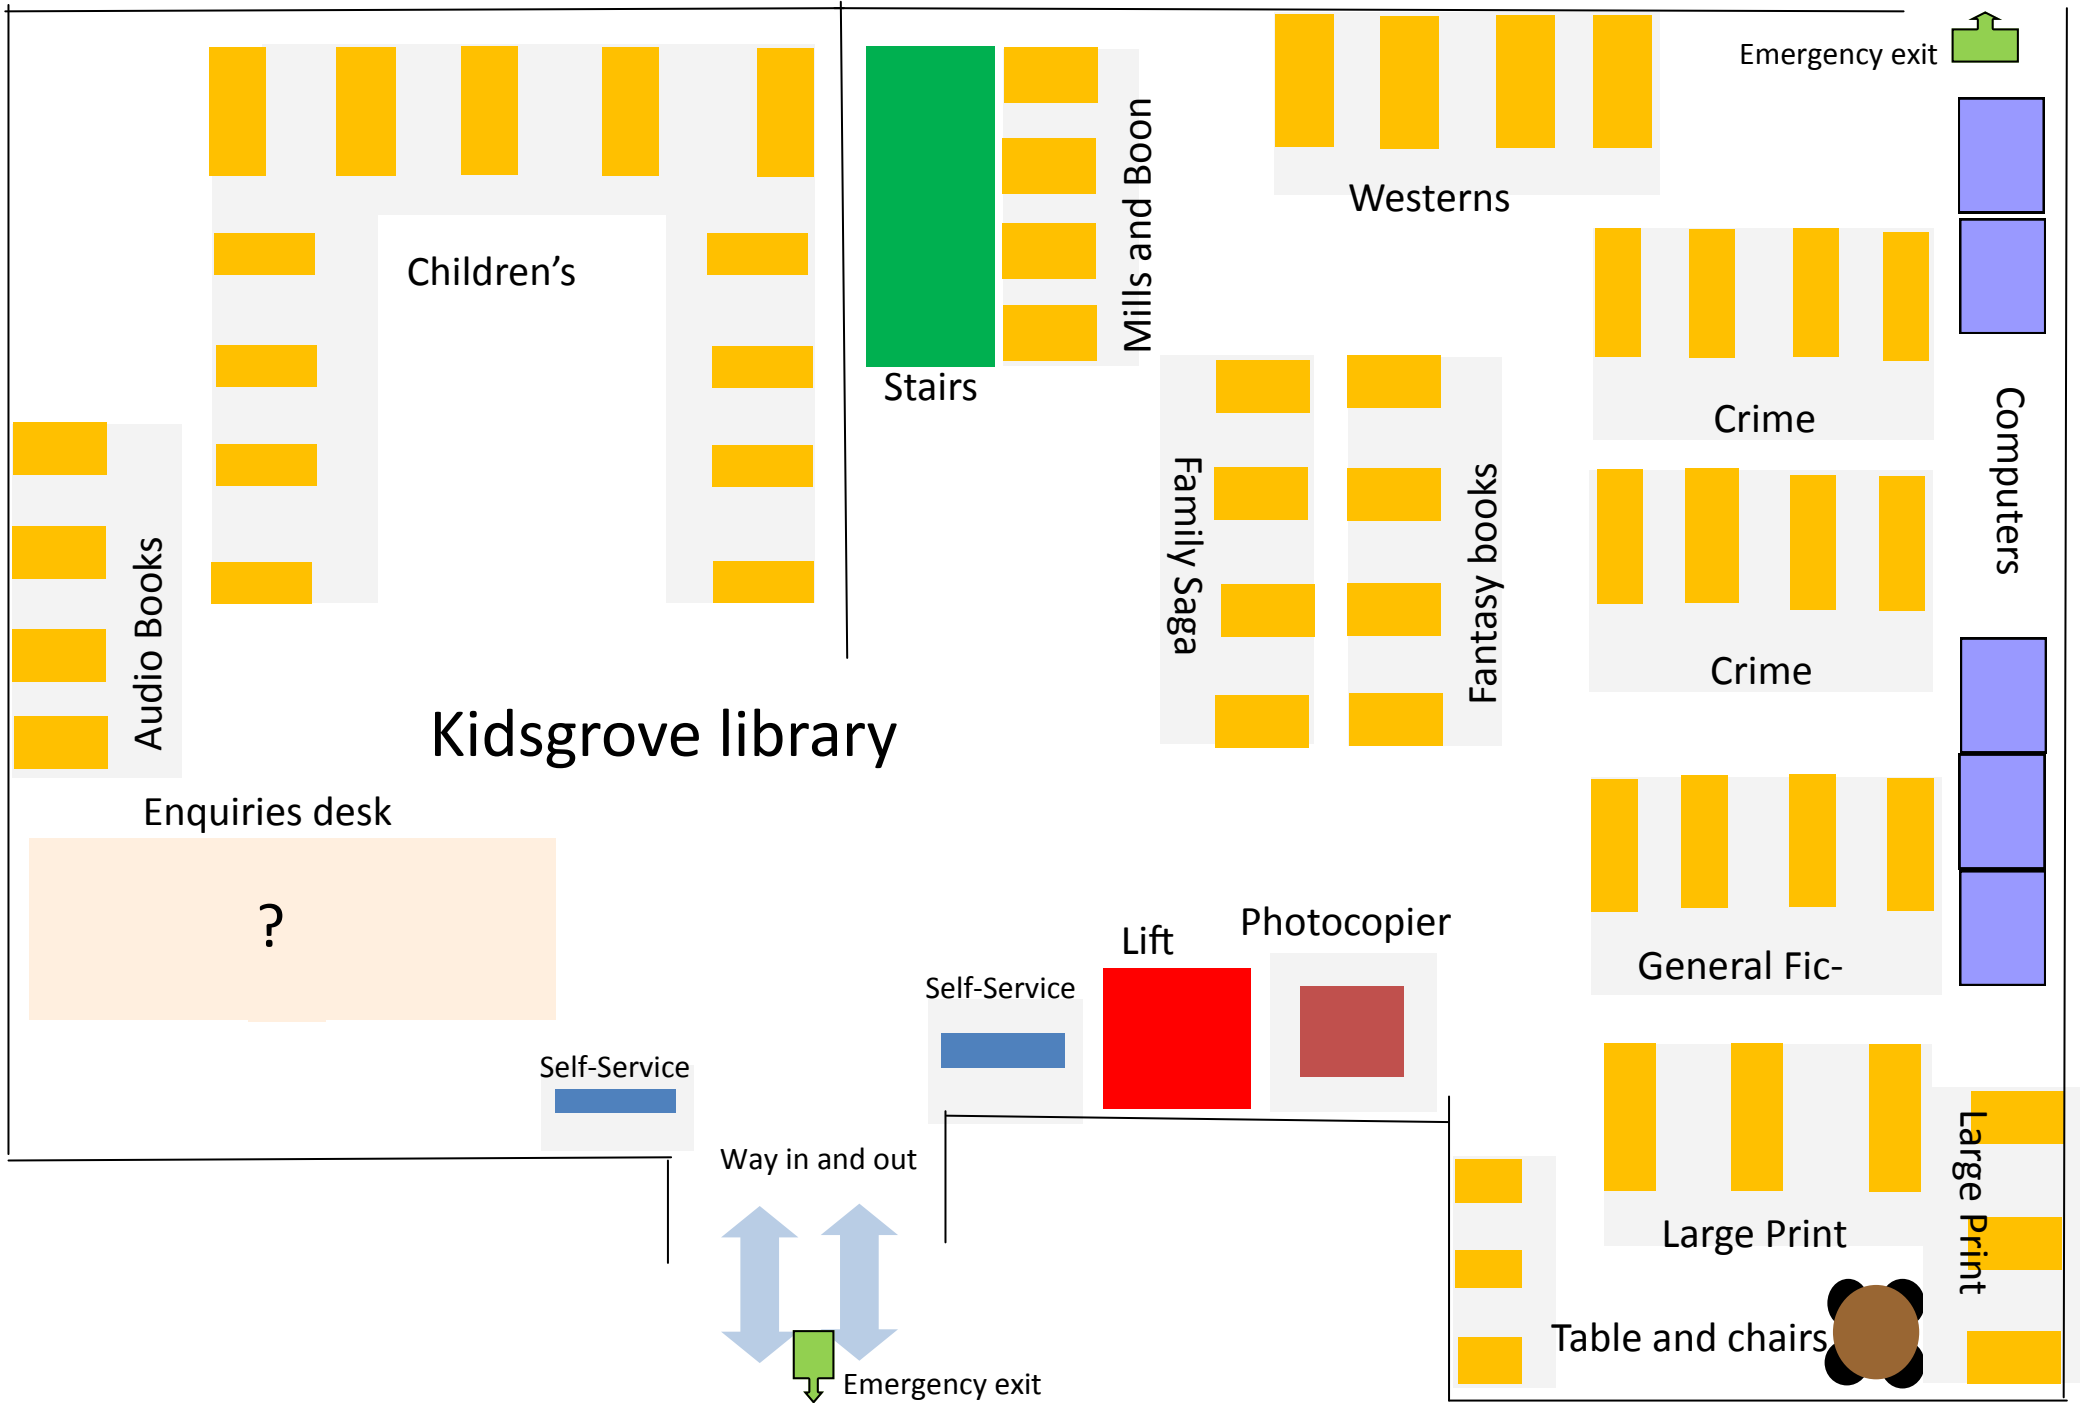 Emergency exit
Mills and Boon
Westerns
Children’s
Stairs
Crime
Computers
Family Saga
Fantasy books
Audio Books
Crime
Kidsgrove library
Enquiries desk
?
Photocopier
Lift
General Fic-
Self-Service
Self-Service
Way in and out
Large Print
Large Print
Table and chairs
Emergency exit